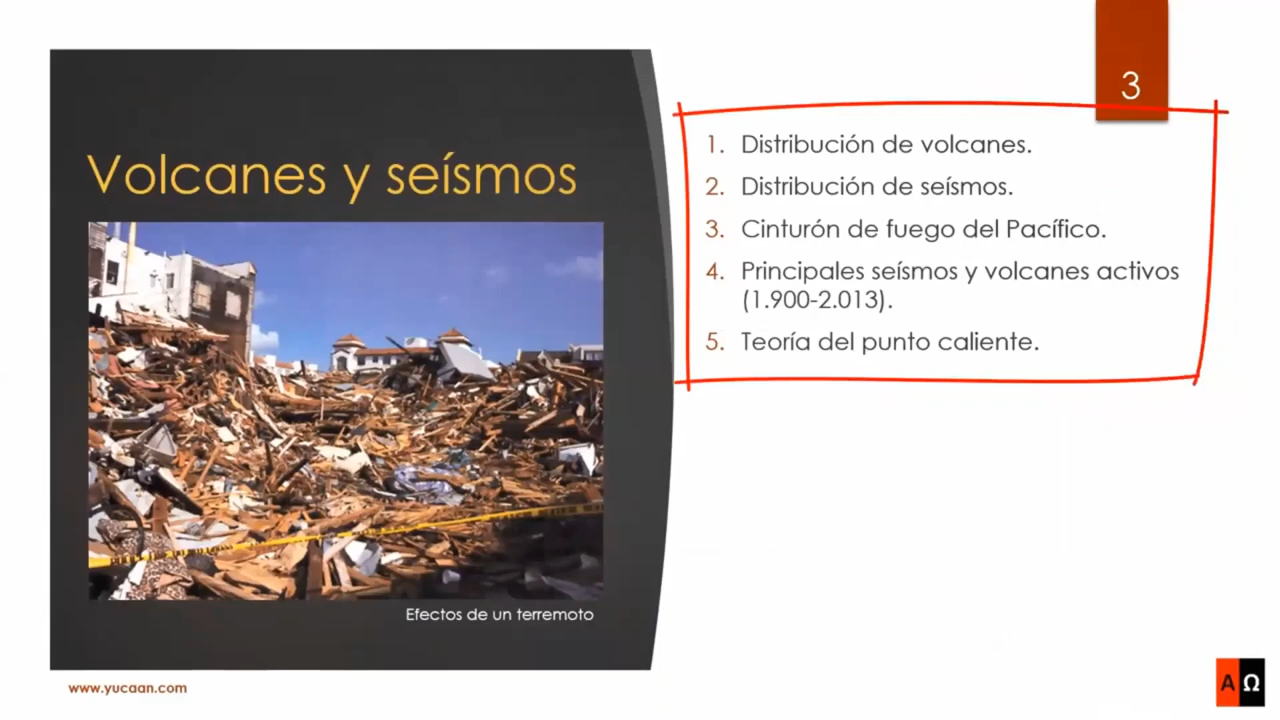 3
Volcanes y seísmos
1. Distribución de volcanes.
2. Distribución de seísmos.
3. Cinturón de fuego del Pacífico.
4. Principales seísmos y volcanes activos
(1.900-2.013).
5. Teoría del punto caliente.
Efectos de un terremoto
www.yucaan.com
ΑΩ